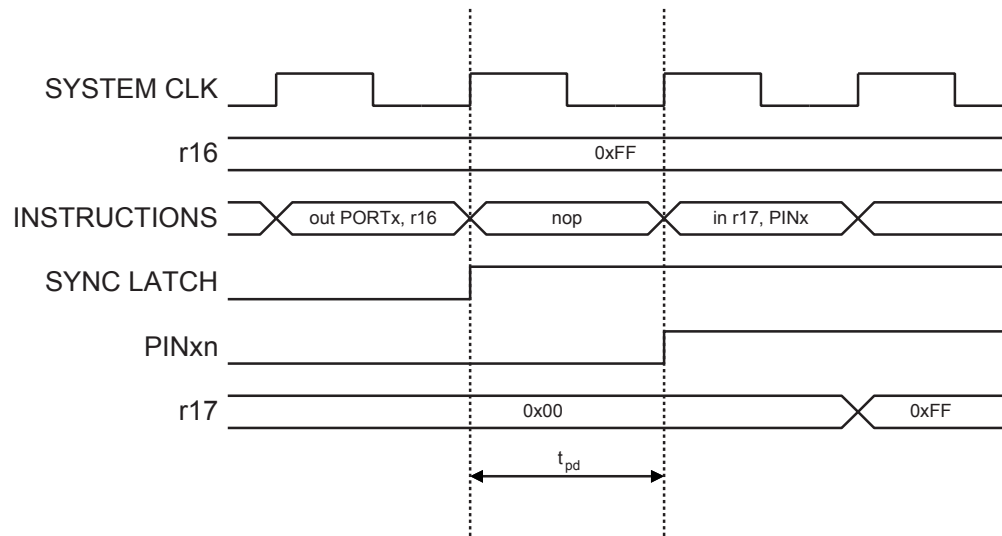 SYSTEM CLK
r16
0xFF
INSTRUCTIONS
out PORTx, r16
nop
in r17, PINx
SYNC LATCH
PINxn
r17
0x00
0xFF
tpd